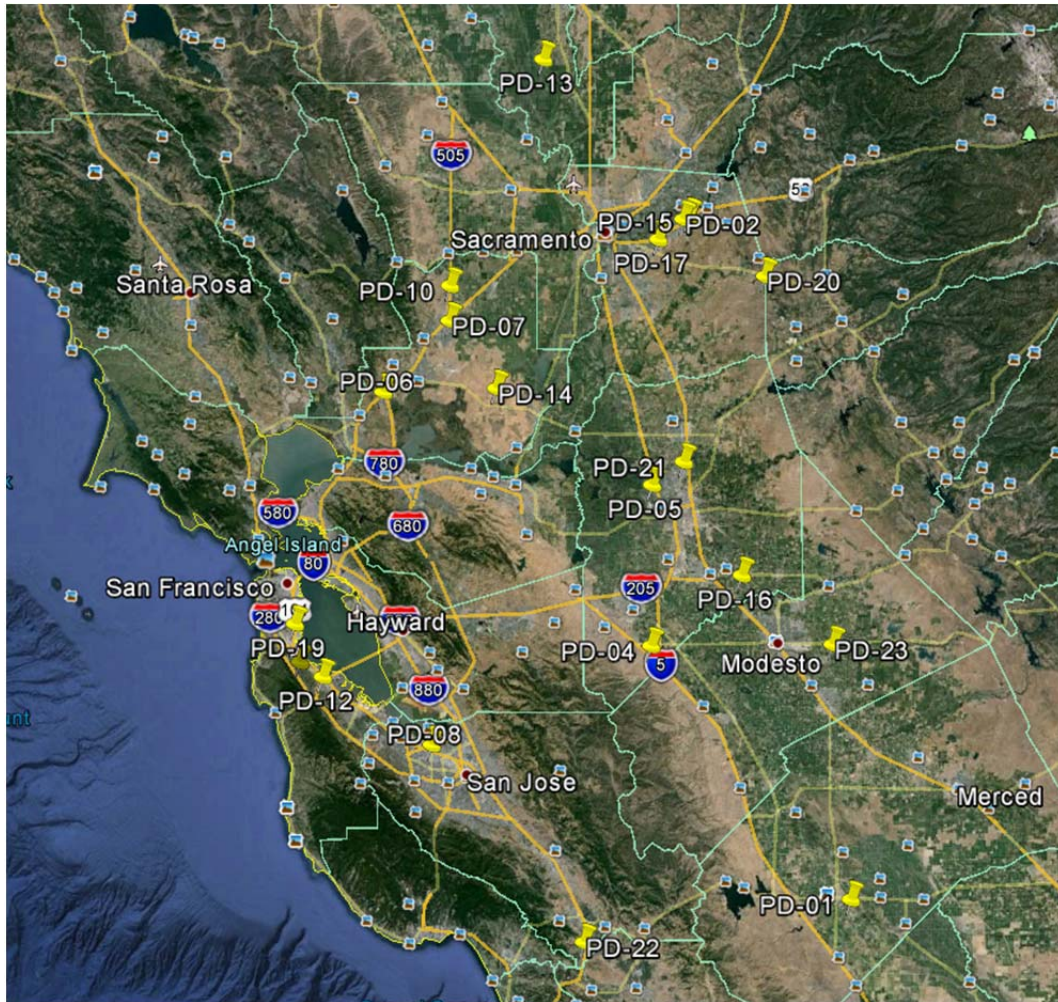 PD-13
505
50
PD-15
PD-02
Sacramento
PD-17
Santa Rosa
PD-10
PD-20
PD-07
PD-06
PD-14
780
PD-21
580
PD-05
680
Angel Island
80
San Francisco
205
PD-16
280
Hayward
PD-19
PD-04
5
Modesto
PD-23
PD-12
880
PD-08
San Jose
Merced
PD-01
PD-22